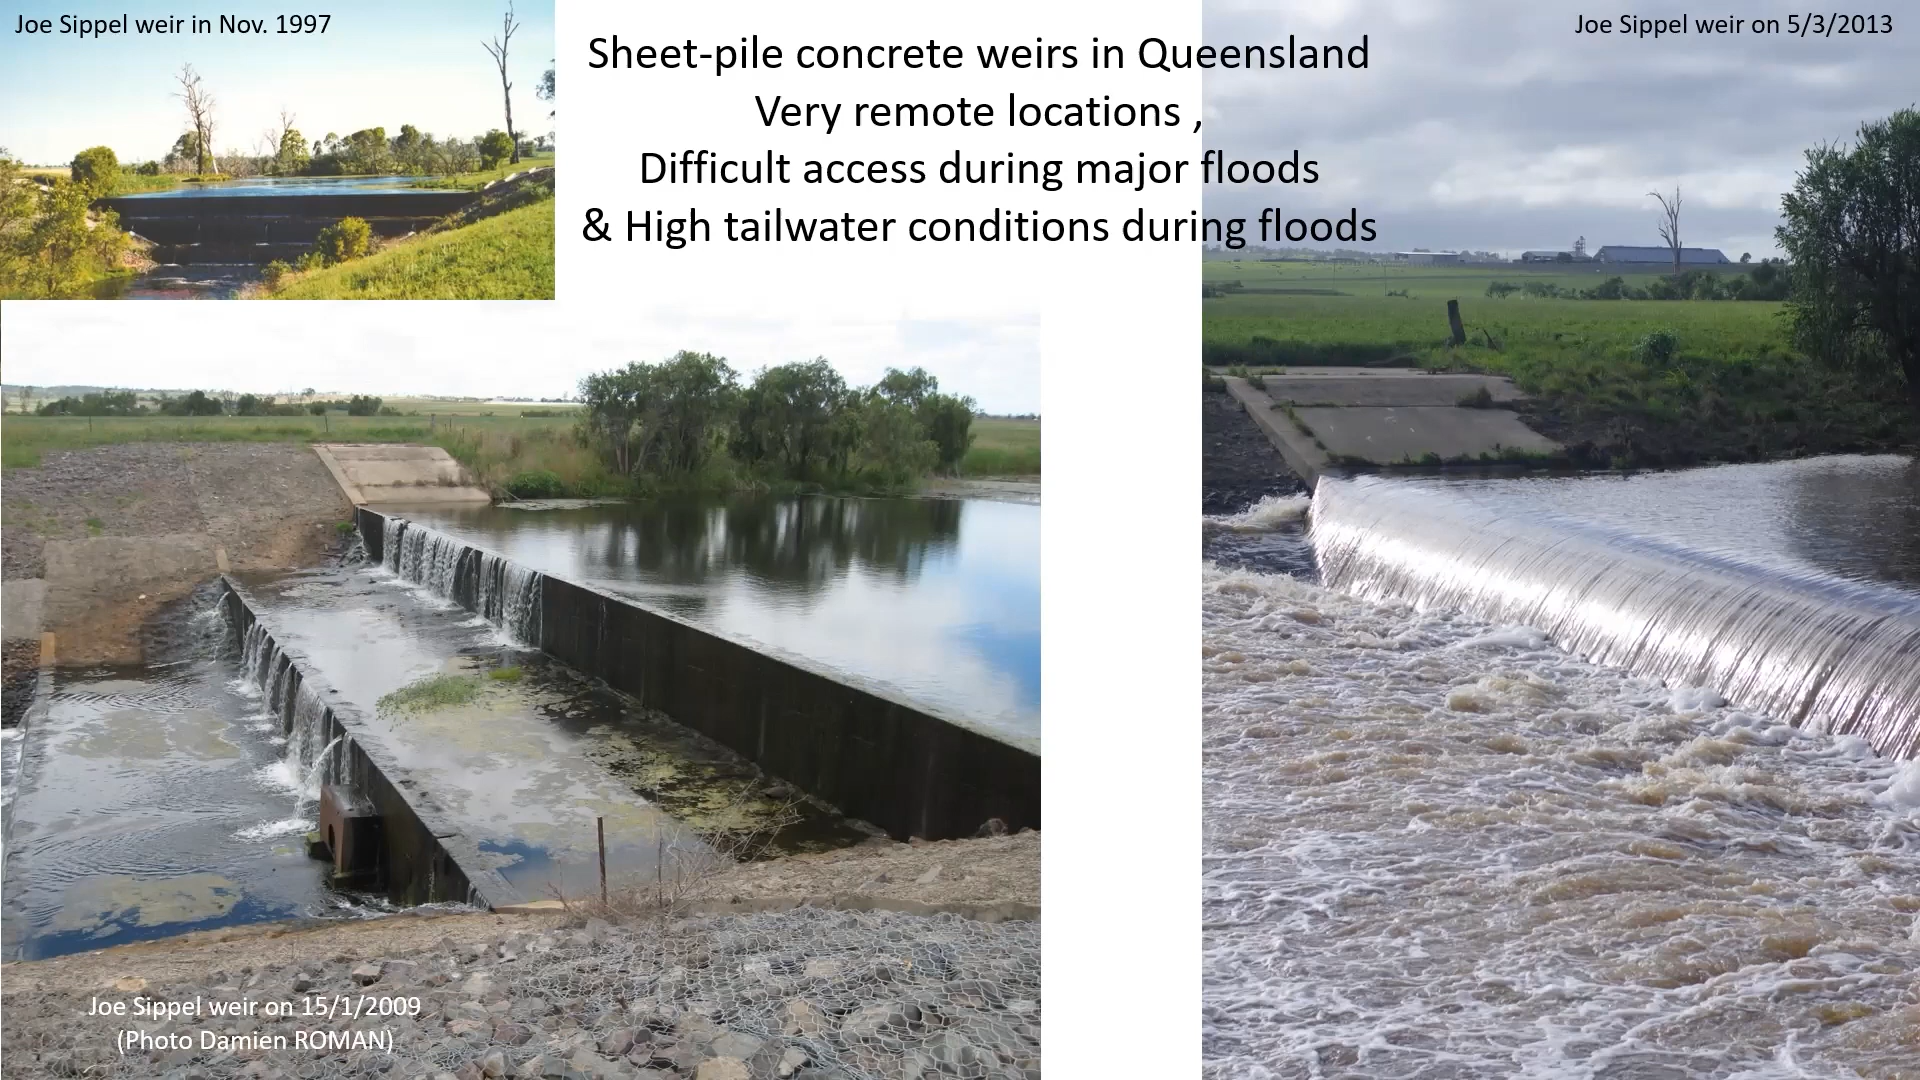 Joe Sippel weir in Nov. 1997
Sheet-pile concrete weirs in Queensland
Very remote locations ,
Difficult access during major floods
& High tailwater conditions during floods
Joe Sippel weir on 5/3/2013
Joe Sippel weir on 15/1/2009
(Photo Damien ROMAN)